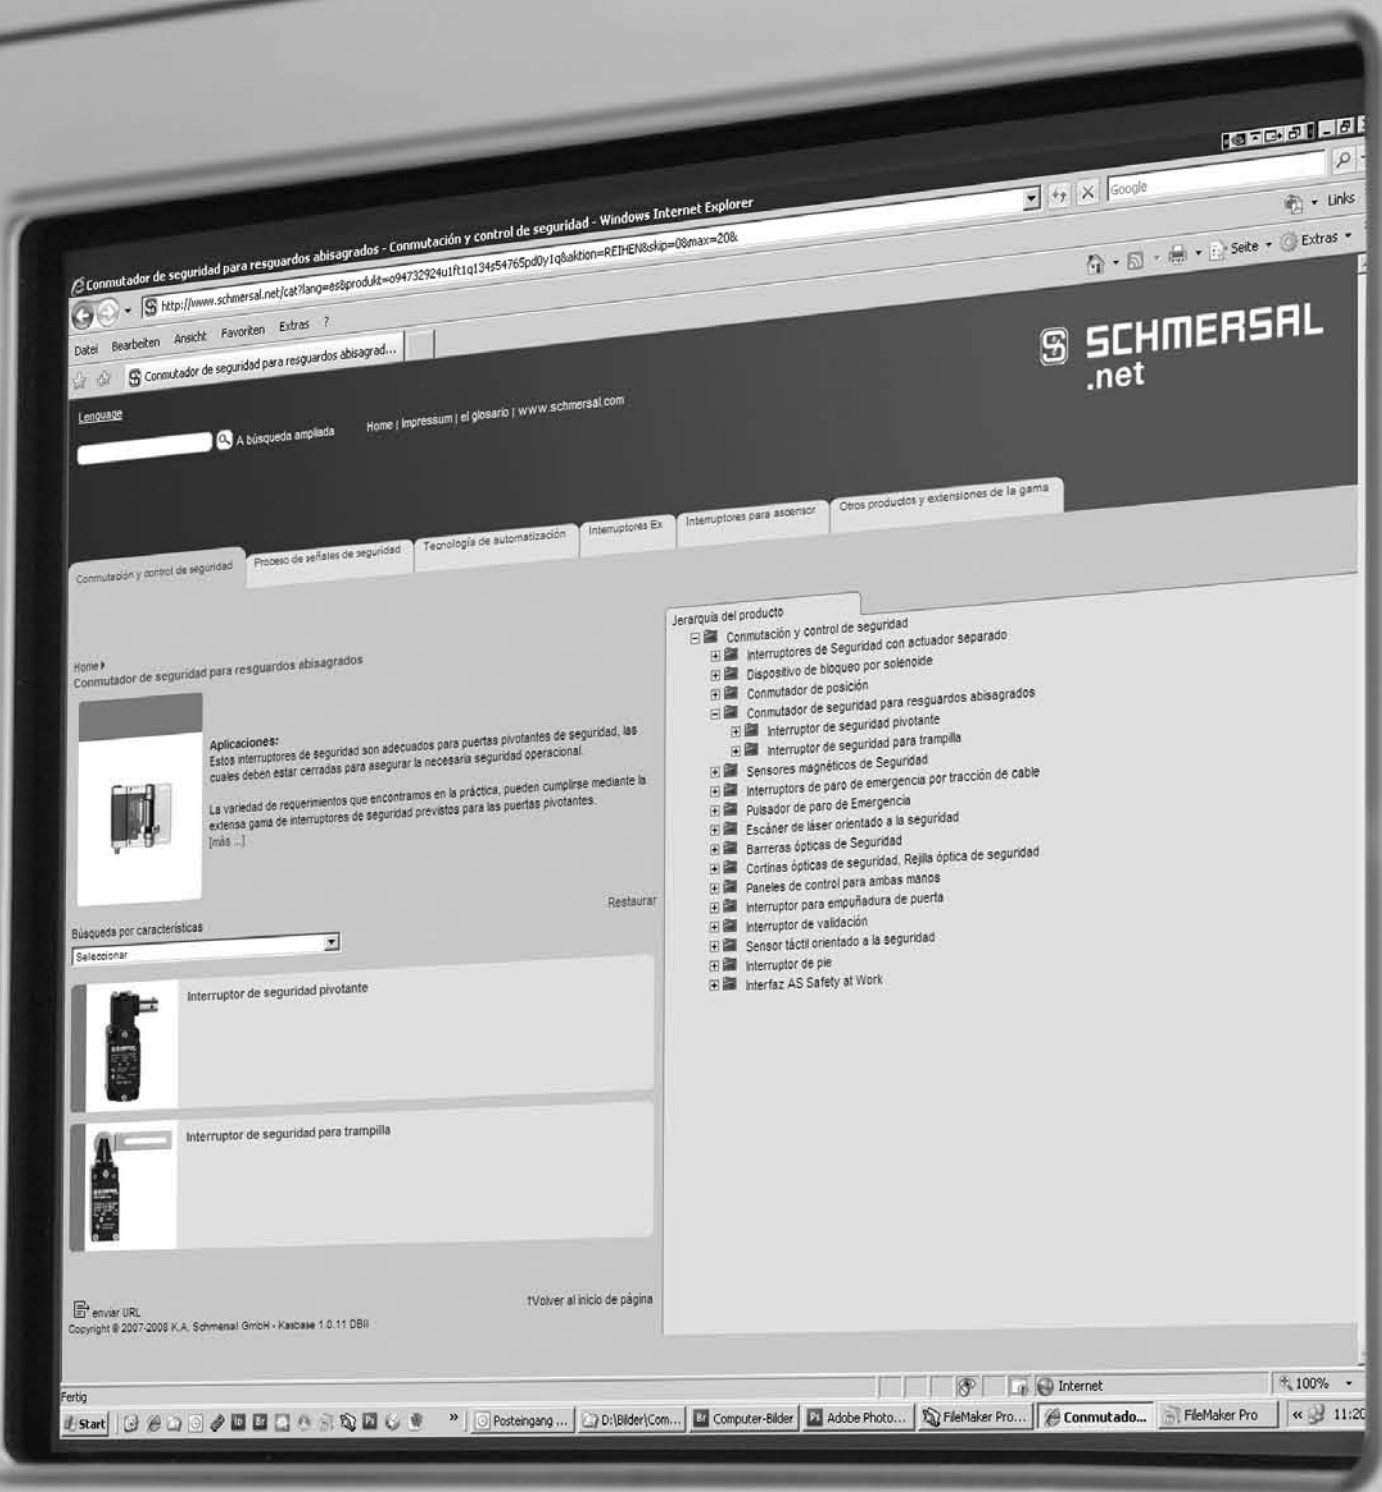 Conmutador de seguridad para resguardos abisagrados - Conmutación y control de seguridad - Windows Internet Explorer
http://www.schmersal.net/cat?lang=es&produkt=o94732924u1ft1q134s54765pd0y1q&aktion=REIHEN&skip=0&max=20&
Google
Datei Bearbeiten Ansicht Favoriten Extras ?
Links
Conmutador de seguridad para resguardos abisagrad...
Seite Extras
SCHMERSAL
.net
Lenguage
A búsqueda ampliada
Home | Impressum | el glosario | www.schmersal.com
Conmutación y control de seguridad
Proceso de señales de seguridad
Tecnología de automatización
Interruptores Ex
Interruptores para ascensor
Otros productos y extensiones de la gama
Home
Conmutador de seguridad para resguardos abisagrados
Aplicaciones:
Estos interruptores de seguridad son adecuados para puertas pivotantes de seguridad, las
cuales deben estar cerradas para asegurar la necesaria seguridad operacional.
La variedad de requerimientos que encontramos en la práctica, pueden cumplirse mediante la
extensa gama de interruptores de seguridad previstos para las puertas pivotantes.
[más ...]
Restaurar
Búsqueda por características
Seleccionar
Interruptor de seguridad pivotante
Interruptor de seguridad para trampilla
enviar URL
↑Volver al inicio de página
Copyright © 2007-2008 K.A. Schmersal GmbH - Kasbase 1.0.11 DBII
Jerarquía del producto
Conmutación y control de seguridad
Interruptores de Seguridad con actuador separado
Dispositivo de bloqueo por solenoide
Conmutador de posición
Conmutador de seguridad para resguardos abisagrados
Interruptor de seguridad pivotante
Interruptor de seguridad para trampilla
Sensores magnéticos de Seguridad
Interruptors de paro de emergencia por tracción de cable
Pulsador de paro de Emergencia
Escáner de láser orientado a la seguridad
Barreras ópticas de Seguridad
Cortinas ópticas de seguridad, Rejilla óptica de seguridad
Paneles de control para ambas manos
Interruptor para empuñadura de puerta
Interruptor de validación
Sensor táctil orientado a la seguridad
Interruptor de pie
Interfaz AS Safety at Work
Fertig
Internet
100%
Start
»
Posteingang ...
D:\Bilder\Com...
Br Computer-Bilder
Adobe Photo...
FileMaker Pro...
Conmutado...
FileMaker Pro
«
11:20